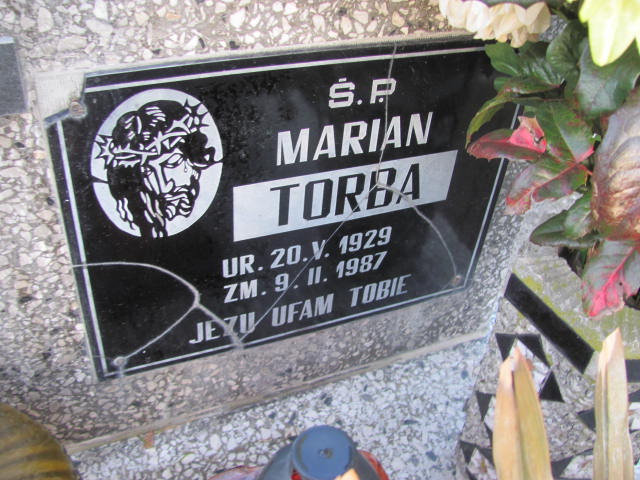 Ś.P.
MARIAN
TORBA
UR. 20. V. 1929
ZM. 9. II. 1987
JEZU UFAM TOBIE